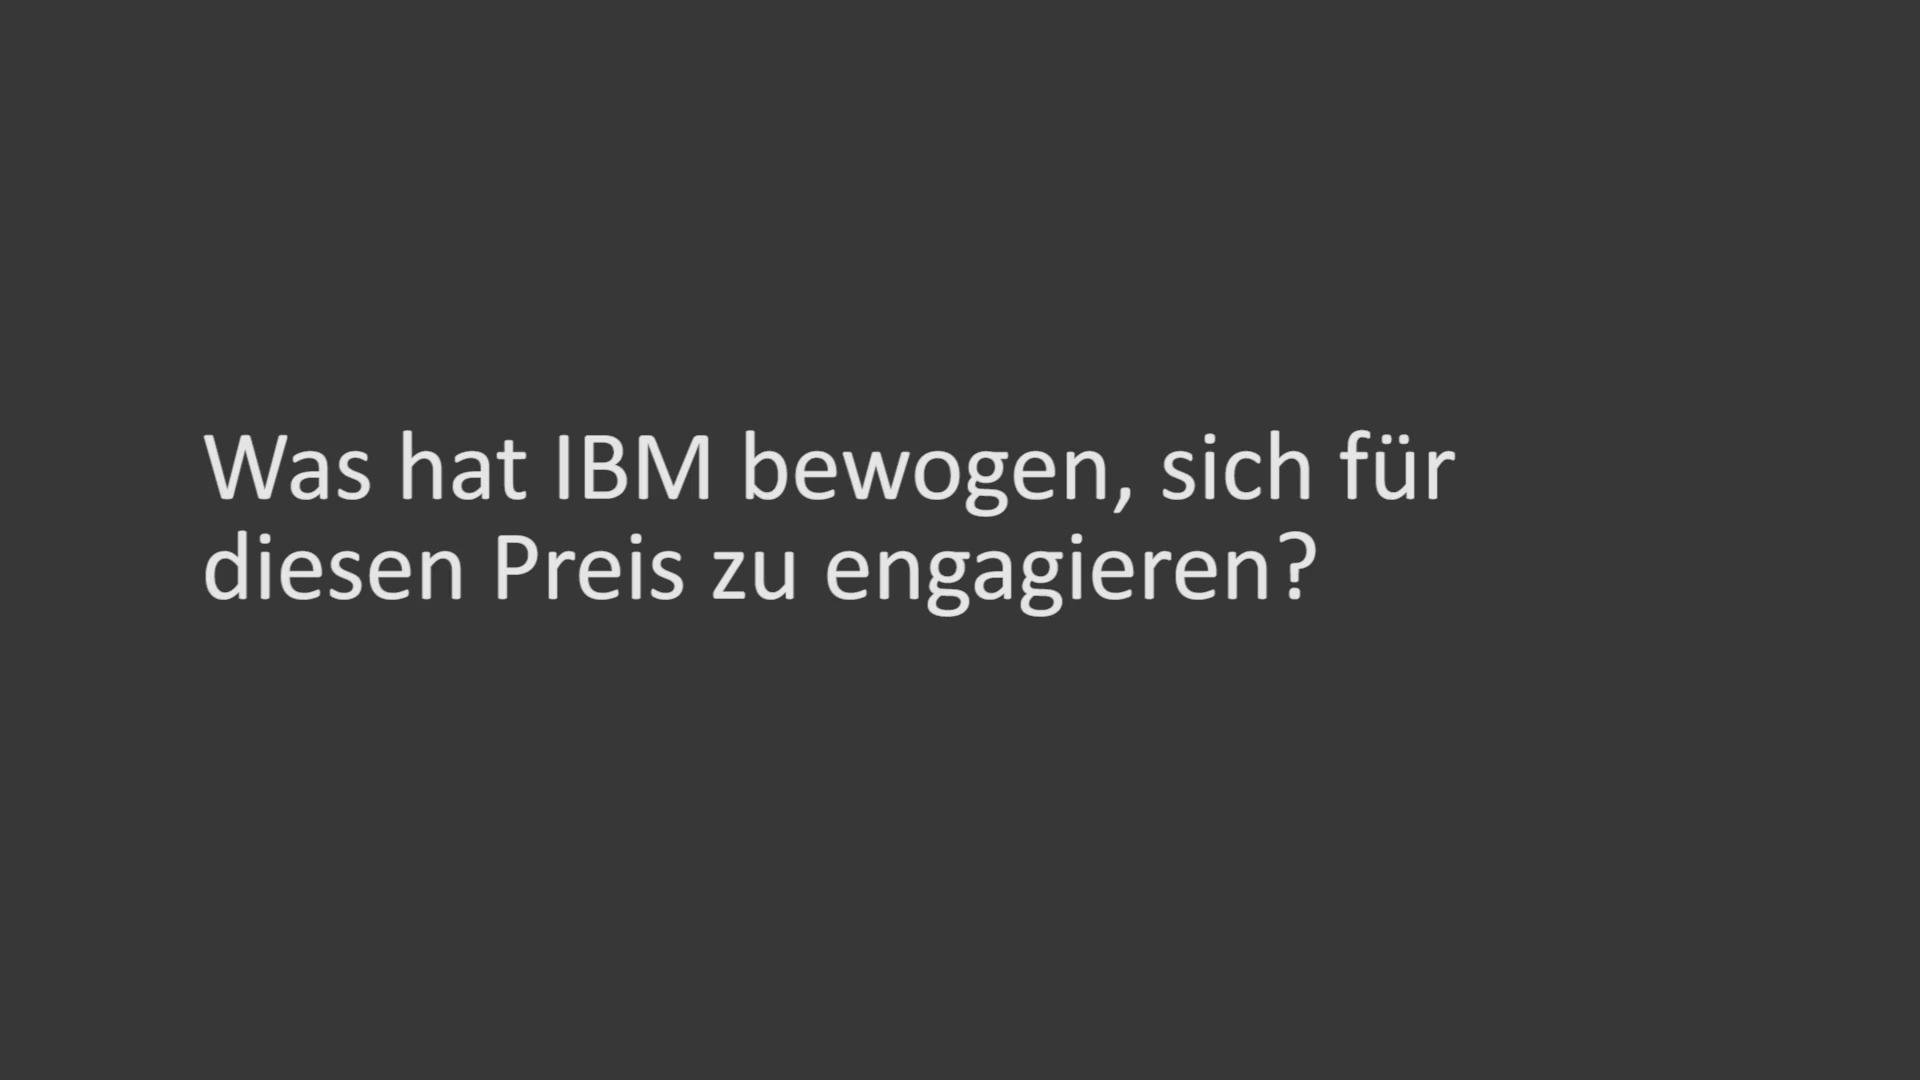 Was hat IBM bewogen, sich für
diesen Preis zu engagieren?